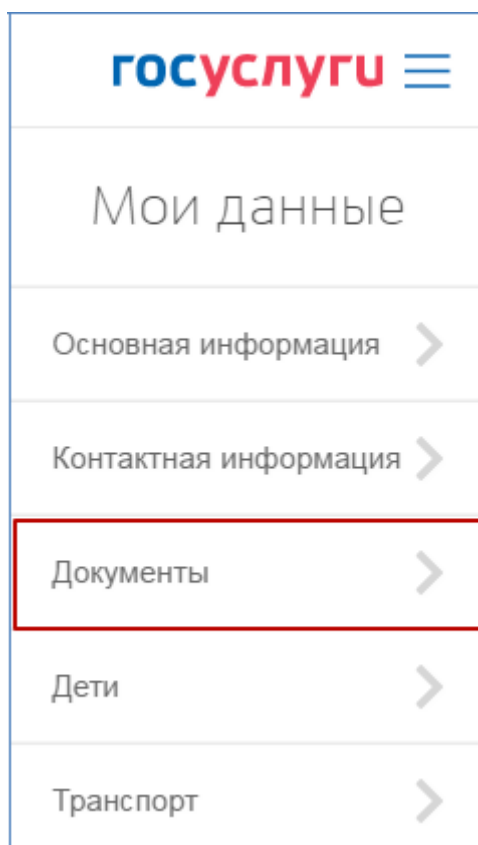 госуслуги
Мои данные
Основная информация
Контактная информация
Документы
Дети
Транспорт